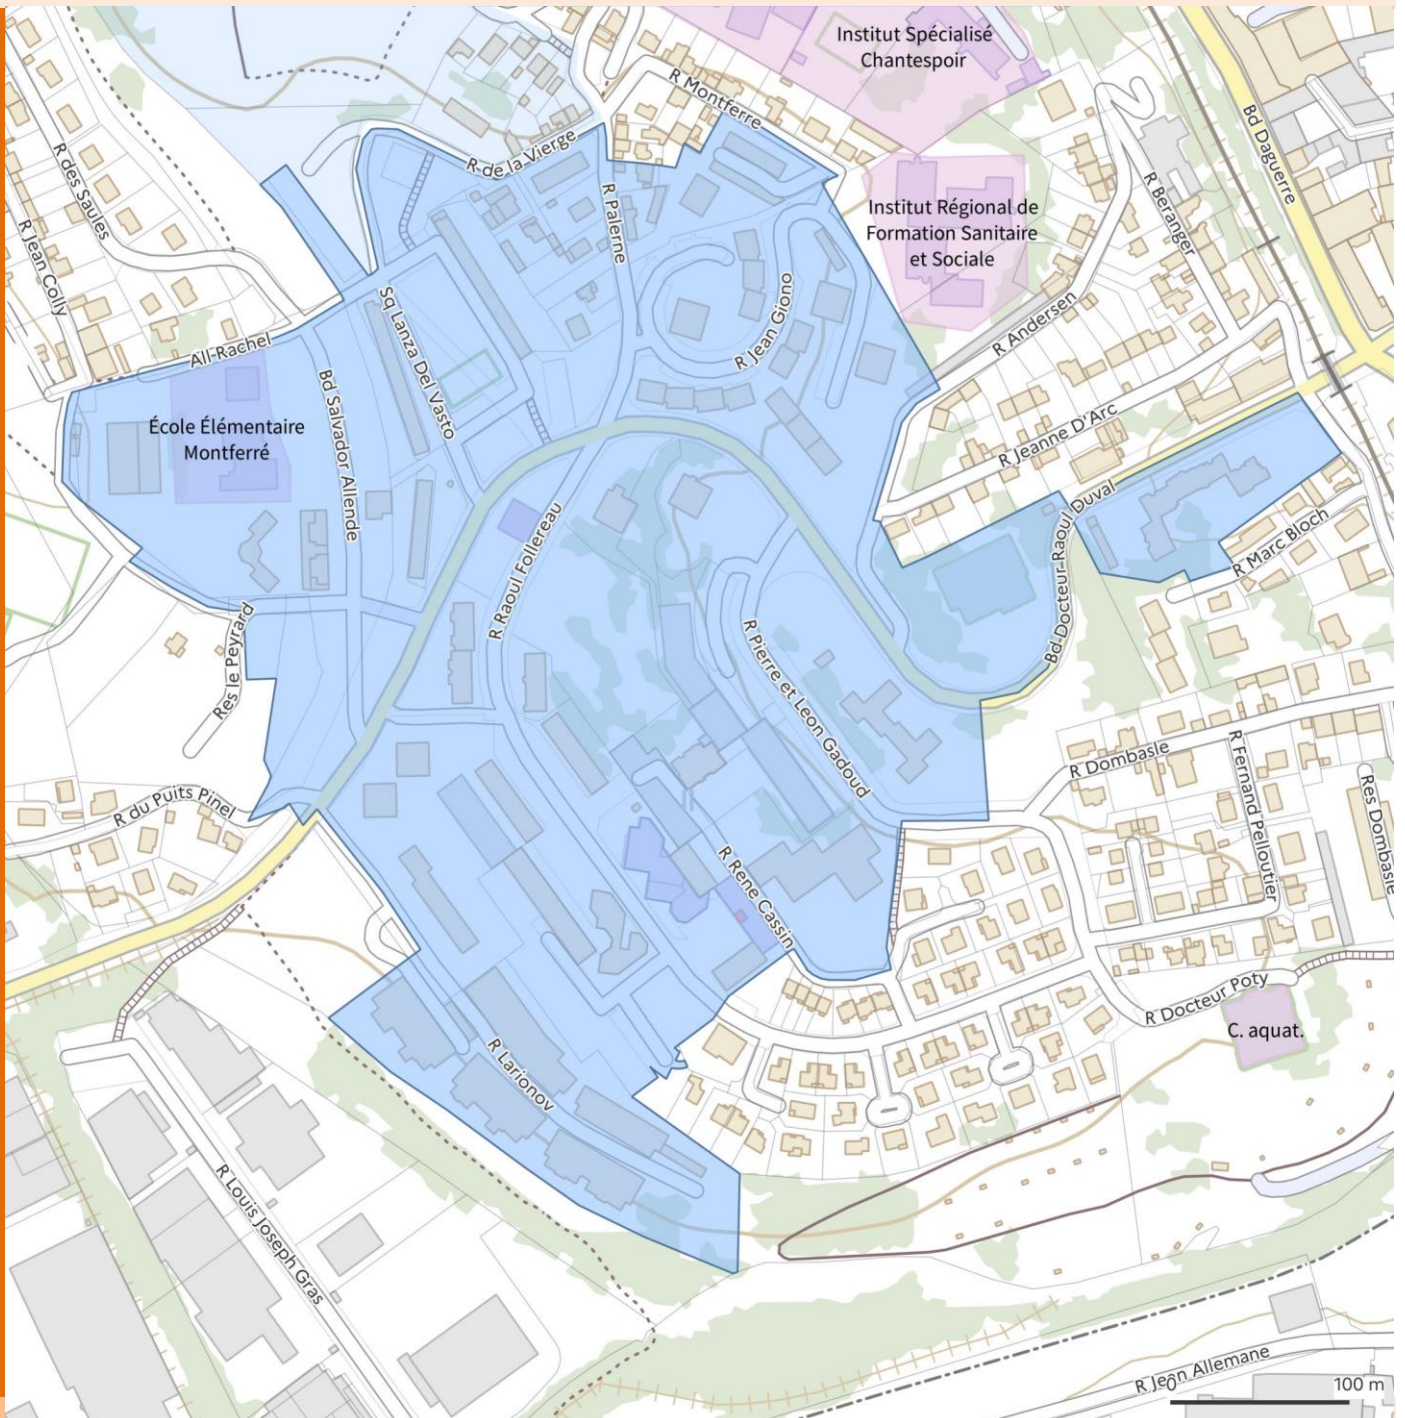 Institut Spécialisé
Chantespoir
R Montferre
Bd Daguerre
R de la Vierge
R des Saules
R Jean Colly
R Palerne
Institut Régional de
Formation Sanitaire
et Sociale
R Beranger
R Andersen
R Jean Giono
Sq Lanza Del Vasto
All Rachel
Bd Salvador Allende
École Élémentaire
Montferré
R Jeanne D'Arc
Bd Docteur Raoul Duval
R Marc Bloch
R Raoul Follereau
Res le Peyrard
R Pierre et Leon Gadoud
R Dombasle
R Fernand Pelloutier
Res Dombasle
R du Puits Pinel
R Rene Cassin
R Docteur Poty
C. aquat.
R Larionov
R Louis Joseph Gras
R Jean Allemane
0
100 m